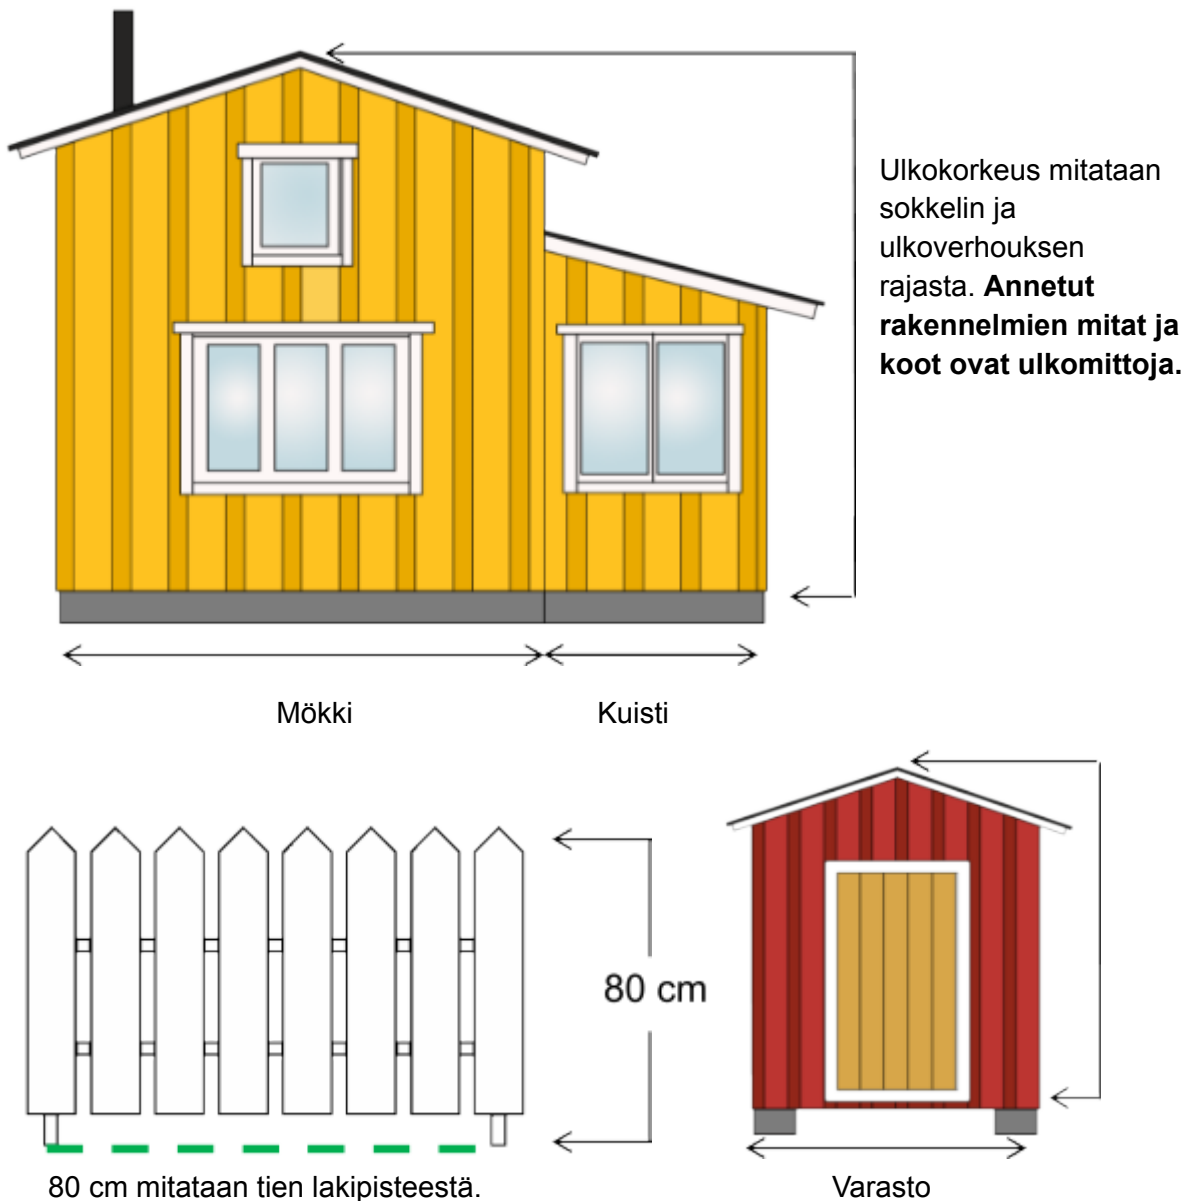 Ulkokorkeus mitataan
sokkelin ja
ulkoverhouksen
rajasta. Annetut
rakennelmien mitat ja
koot ovat ulkomittoja.
Mökki
Kuisti
80 cm
80 cm mitataan tien lakipisteestä.
Varasto